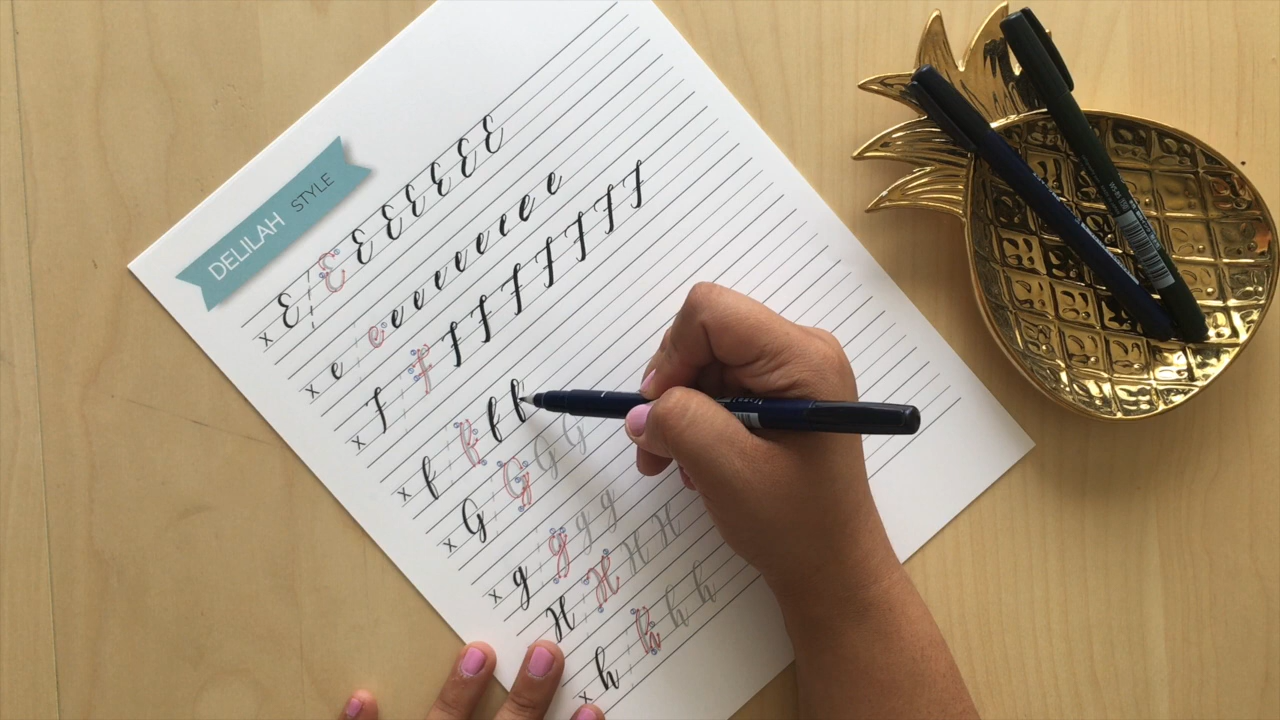 DELILAH STYLE
x E E E E E E E E
x e e e e e e e e e e
x F F F F F F F F F
x f f f f
x G G G G
x g g g g
H H H H
x h h h h